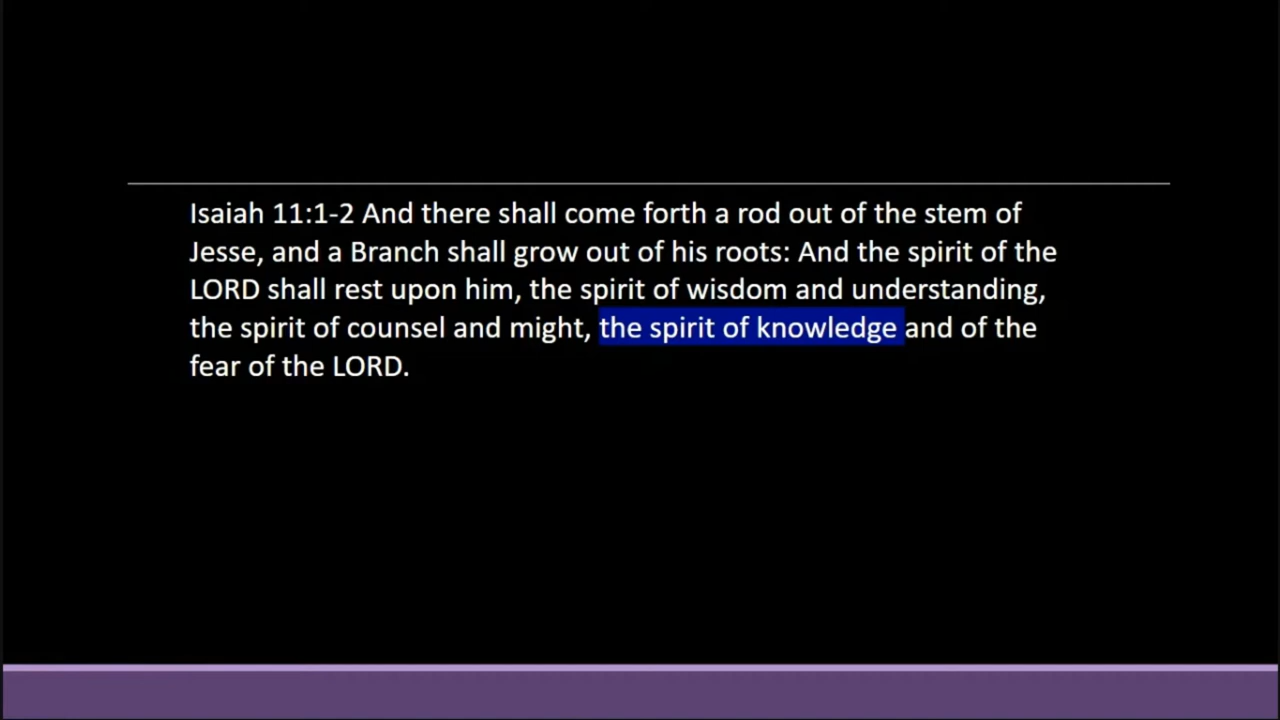 Isaiah 11:1-2 And there shall come forth a rod out of the stem of
Jesse, and a Branch shall grow out of his roots: And the spirit of the
LORD shall rest upon him, the spirit of wisdom and understanding,
the spirit of counsel and might, the spirit of knowledge and of the
fear of the LORD.